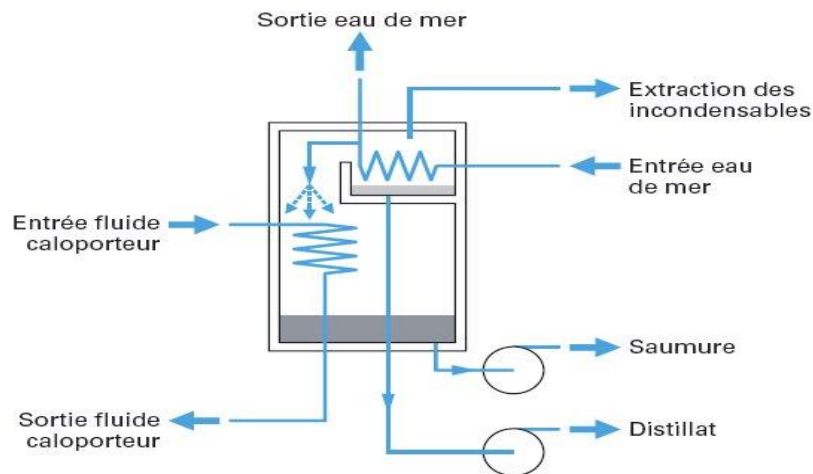 Sortie eau de mer
Extraction des
incondensables
Entrée eau
de mer
Entrée fluide
caloporteur
Saumure
Sortie fluide
caloporteur
Distillat